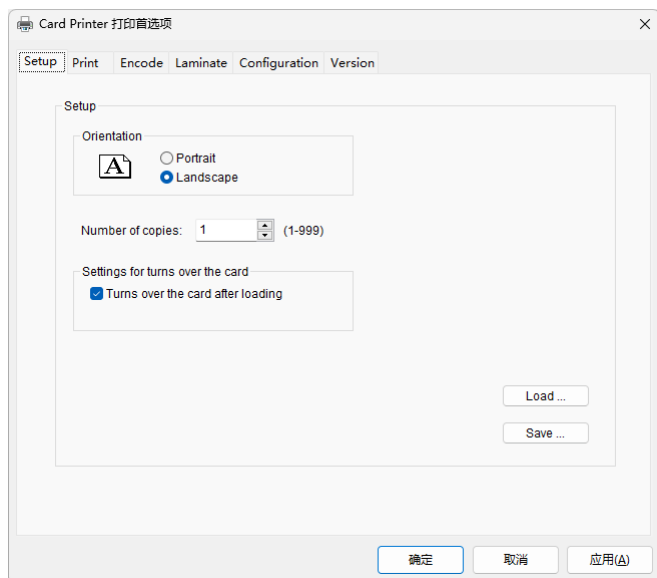 Card Printer 打印首选项
Setup Print Encode Laminate Configuration Version
Setup
Orientation
A
Portrait
Landscape
Number of copies: 1 (1-999)
Settings for turns over the card
Turns over the card after loading
Load ...
Save ...
确定 取消 应用(A)